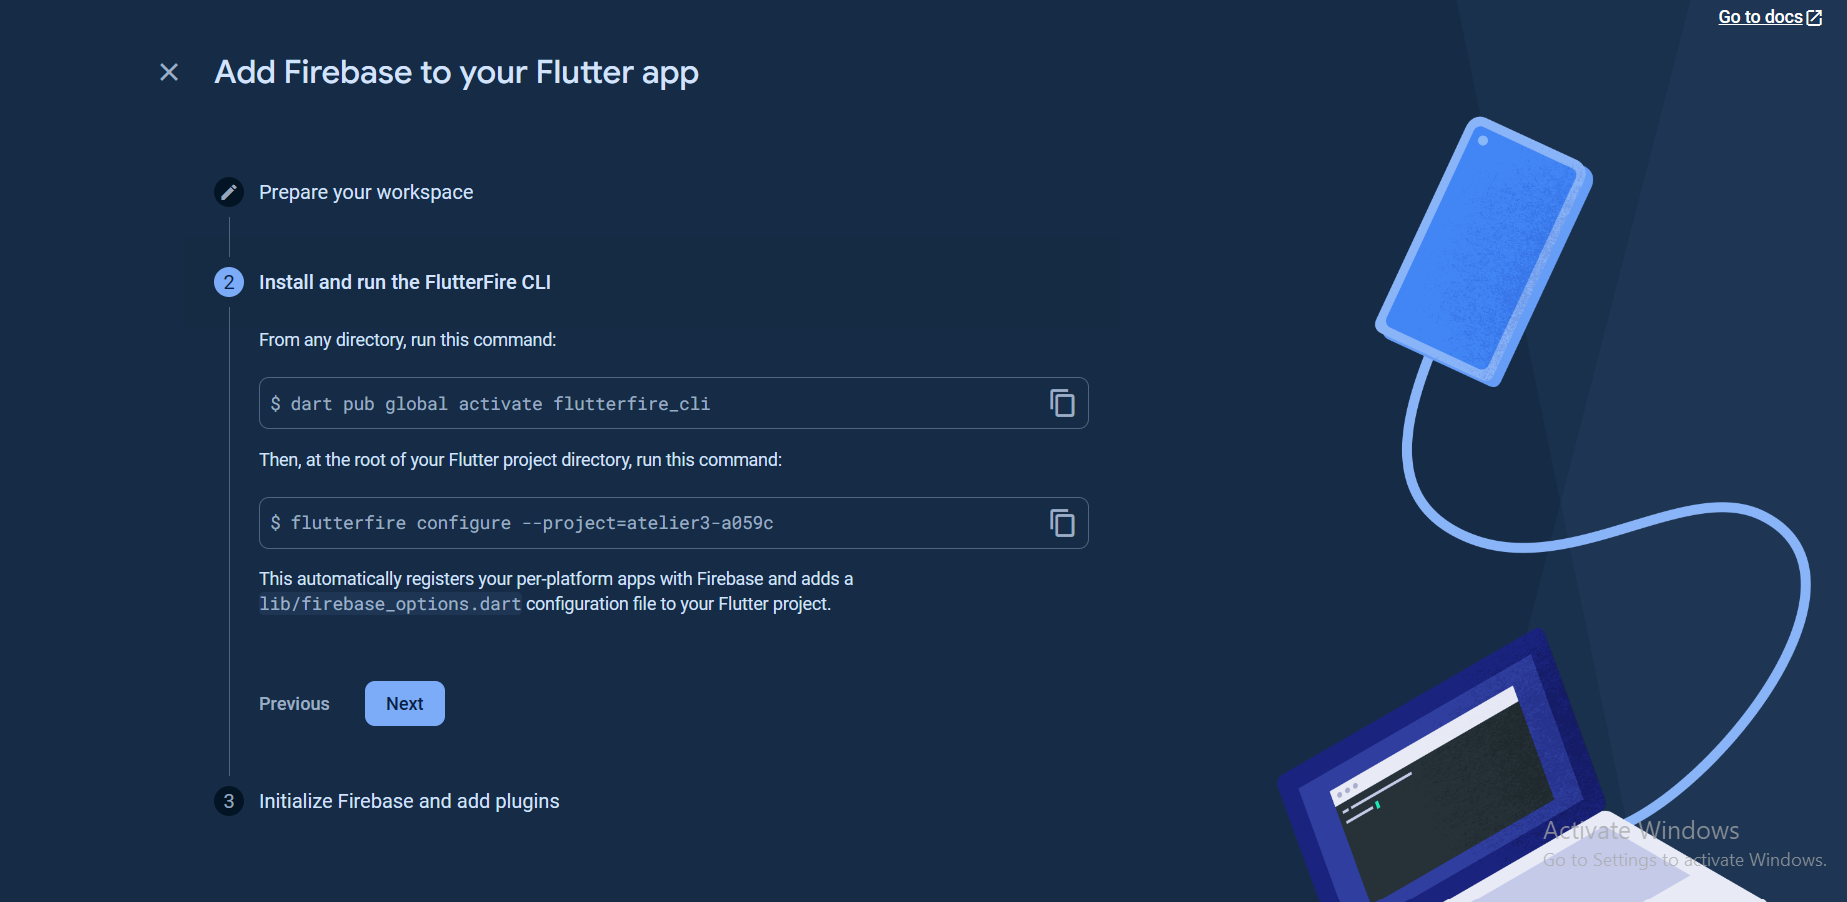 Go to docs
Add Firebase to your Flutter app
Prepare your workspace
2
Install and run the FlutterFire CLI
From any directory, run this command:
$ dart pub global activate flutterfire_cli
Then, at the root of your Flutter project directory, run this command:
$ flutterfire configure --project=atelier3-a059c
This automatically registers your per-platform apps with Firebase and adds a
lib/firebase_options.dart configuration file to your Flutter project.
Previous
Next
3
Initialize Firebase and add plugins
Activate Windows
Go to Settings to activate Windows.